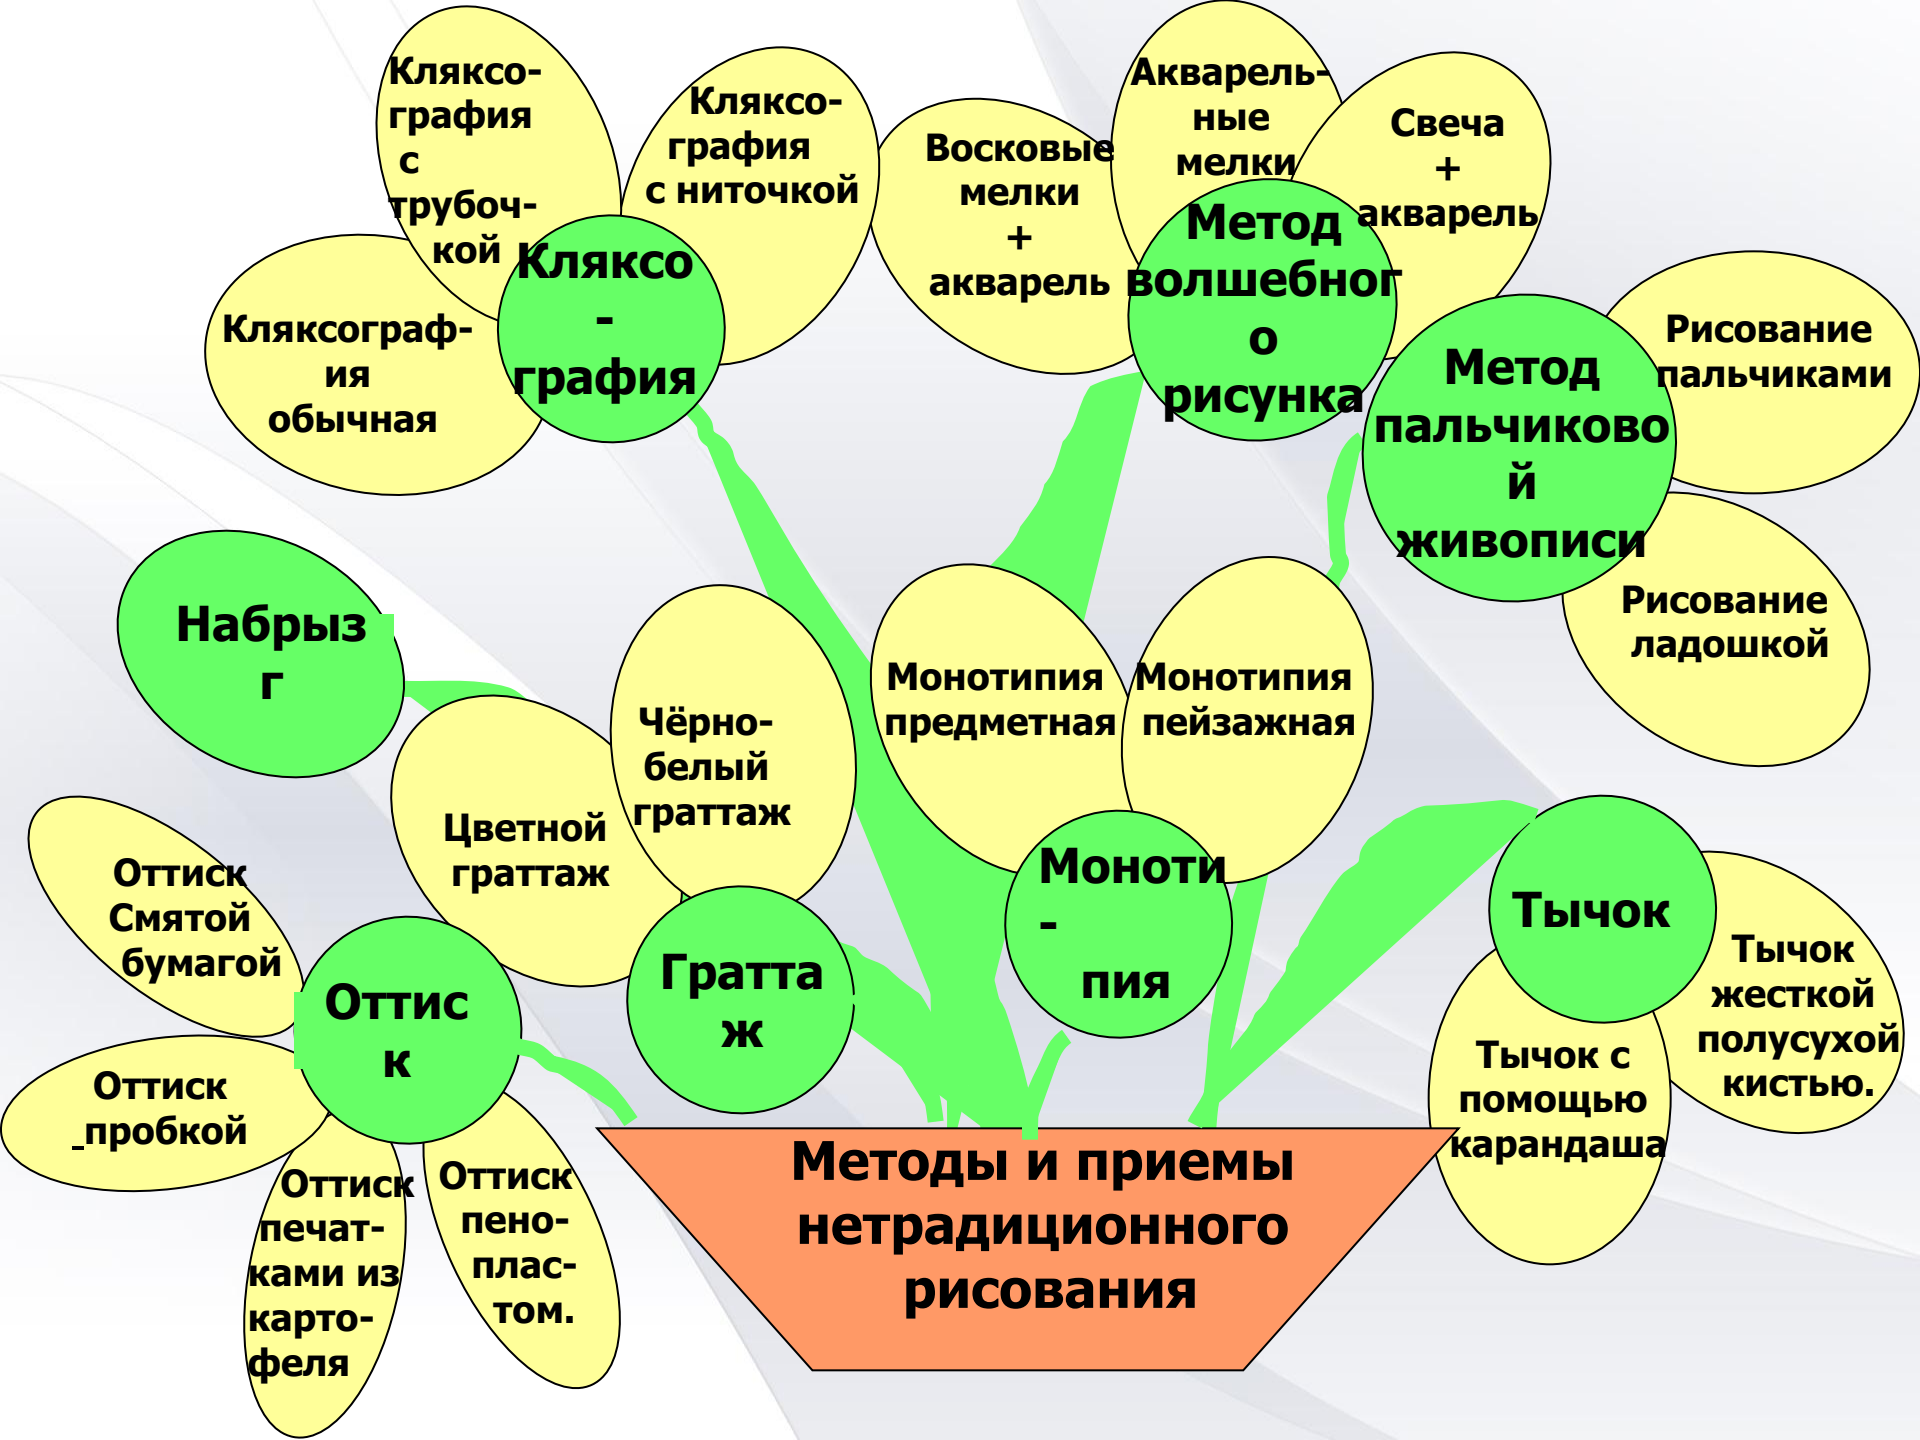 Кляксо-
графия
с
трубоч-
кой
Кляксо-
графия
с ниточкой
Кляксограф-
ия
обычная
Кляксо
-
графия
Восковые
мелки
+
акварель
Акварель-
ные
мелки
Свеча
+
акварель
Метод
волшебног
о
рисунка
Рисование
пальчиками
Метод
пальчиково
й
живописи
Рисование
ладошкой
Набрыз
г
Цветной
граттаж
Чёрно-
белый
граттаж
Гратта
ж
Монотипия
предметная
Монотипия
пейзажная
Моноти
-
пия
Тычок
Тычок
жесткой
полусухой
кистью.
Тычок с
помощью
карандаша
Оттиск
Смятой
бумагой
Оттис
к
Оттиск
пробкой
Оттиск
печат-
ками из
карто-
феля
Оттиск
пено-
плас-
том.
Методы и приемы
нетрадиционного
рисования